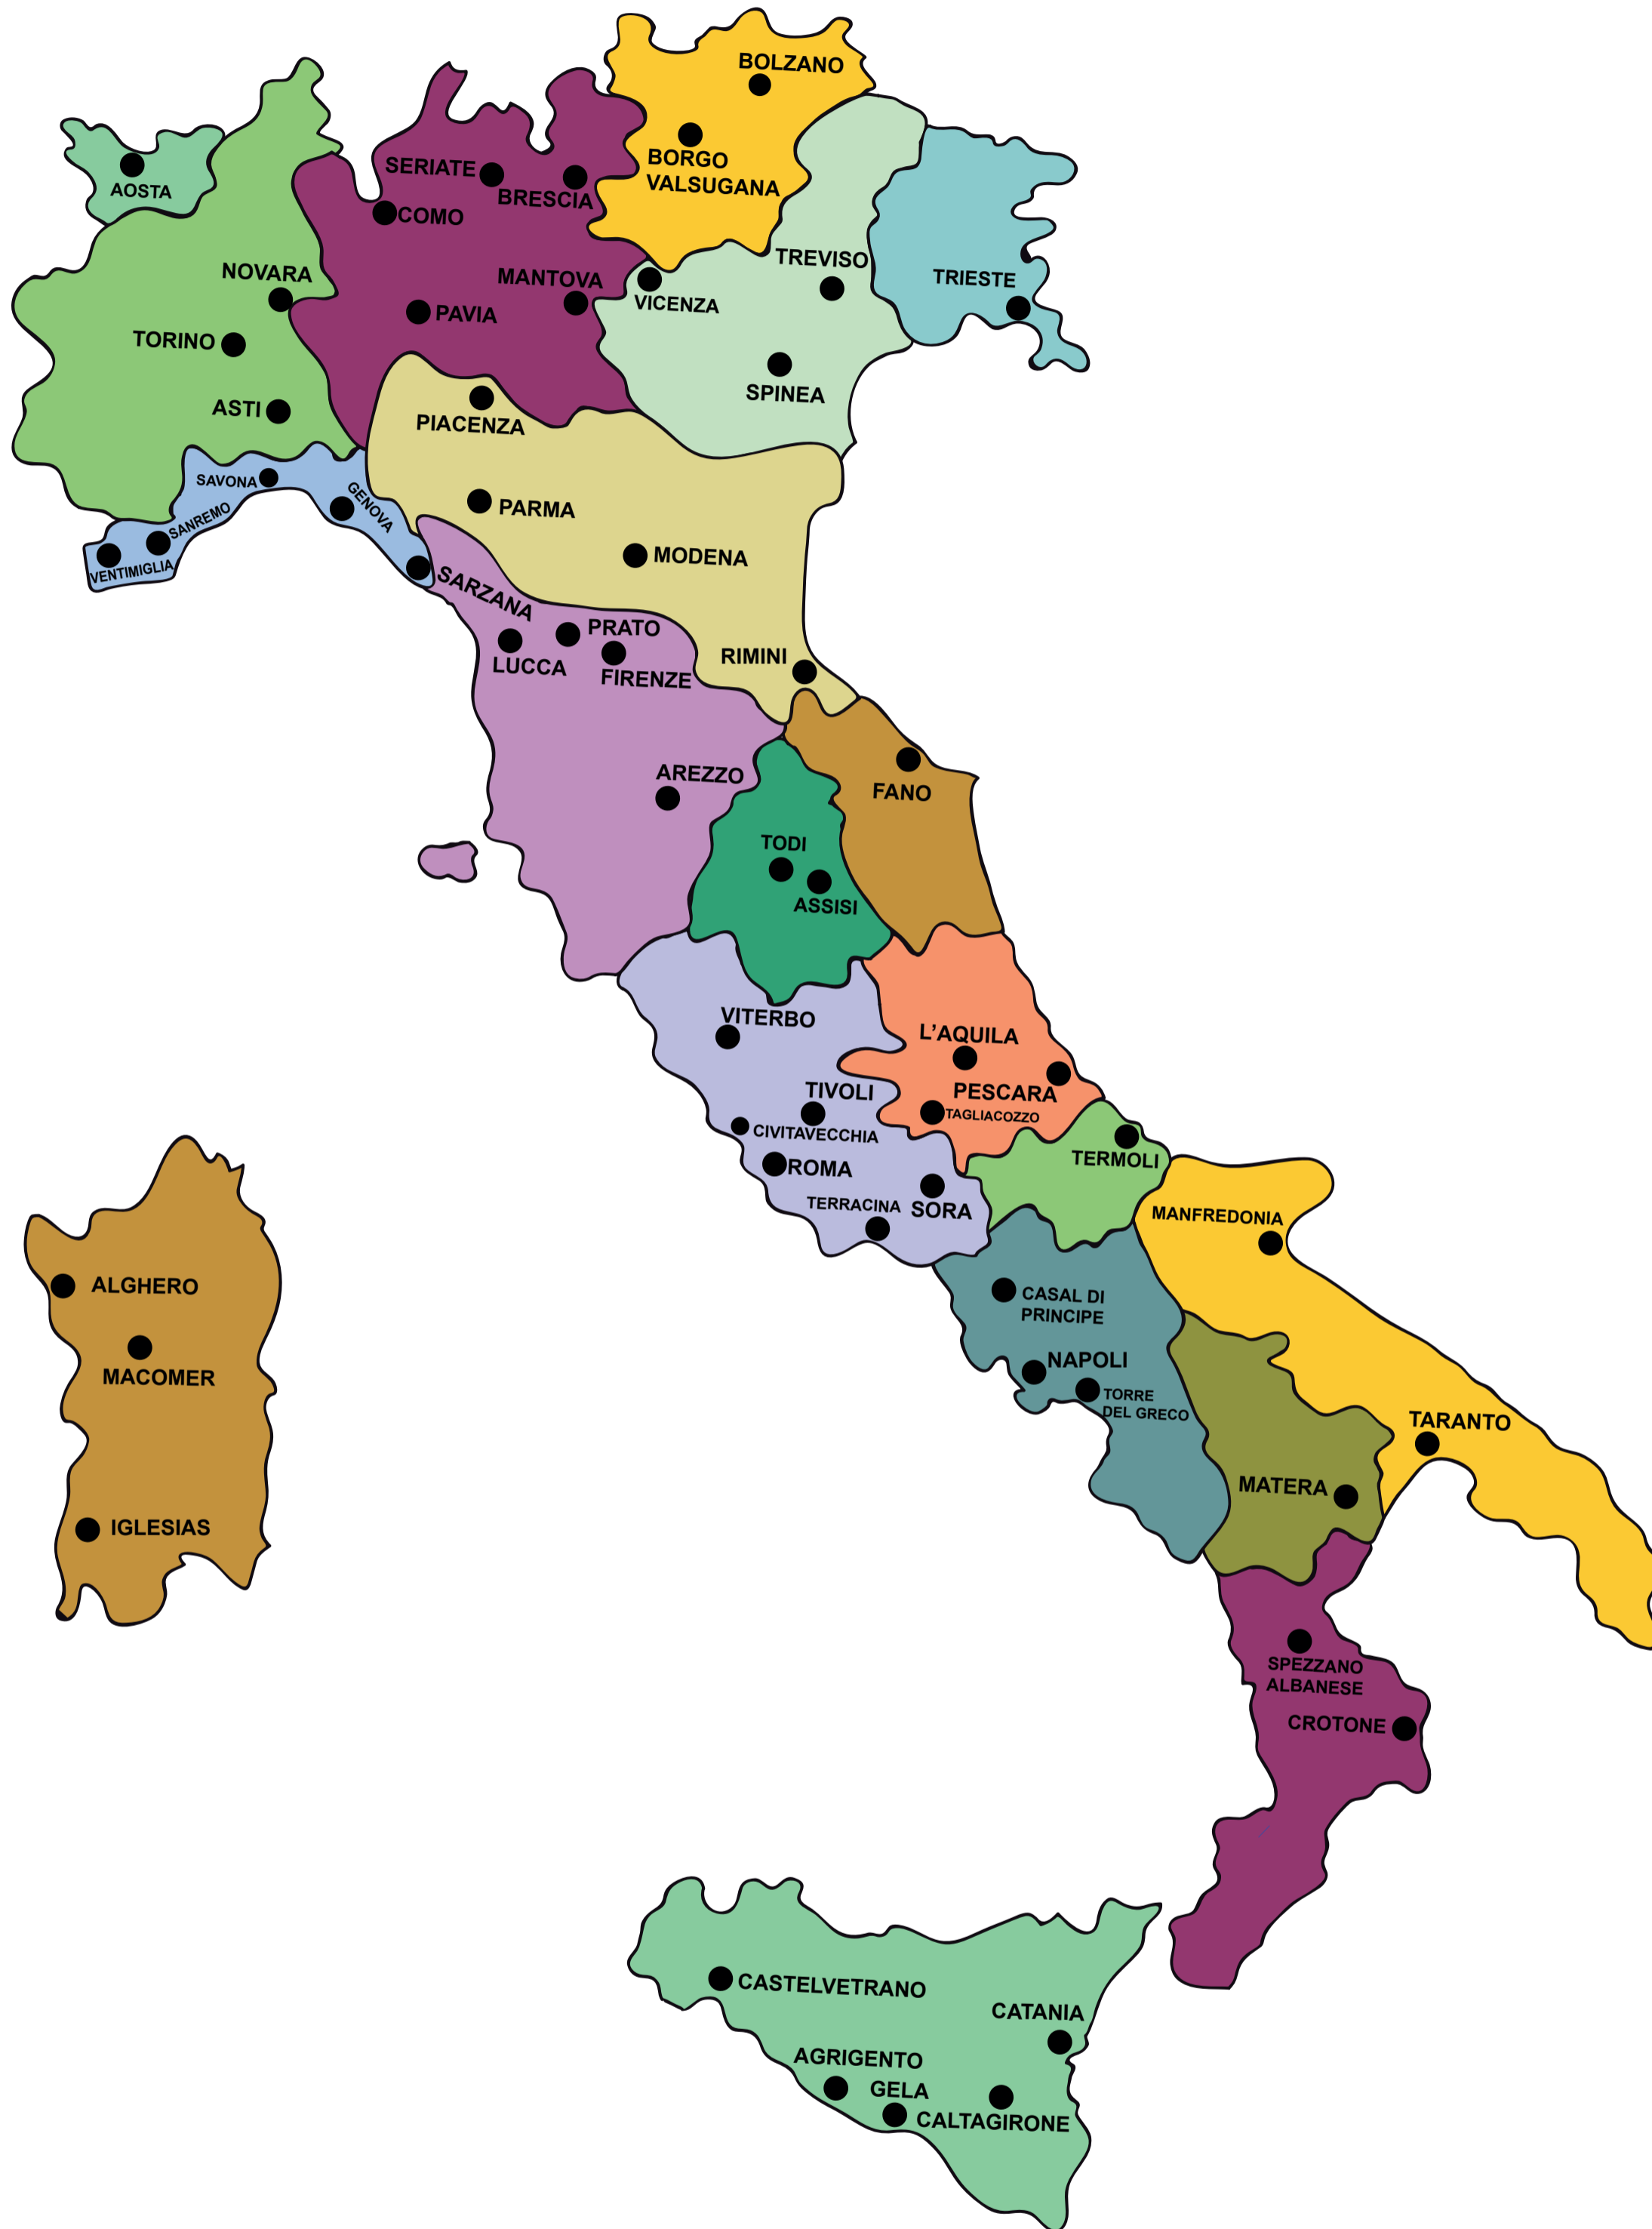 BOLZANO
BORGO
VALSUGANA
AOSTA
SERIATE
BRESCIA
COMO
NOVARA
MANTOVA
PAVIA
TORINO
ASTI
TREVISO
VICENZA
SPINEA
TRIESTE
PIACENZA
PARMA
MODENA
RIMINI
SAVONA
GENOVA
SANREMO
VENTIMIGLIA
SARZANA
PRATO
LUCCA
FIRENZE
AREZZO
FANO
TODI
ASSISI
VITERBO
L'AQUILA
PESCARA
TAGLIACOZZO
TIVOLI
CIVITAVECCHIA
ROMA
TERRACINA
SORA
TERMOLI
MANFREDONIA
ALGHERO
MACOMER
IGLESIAS
CASAL DI
PRINCIPE
NAPOLI
TORRE
DEL GRECO
TARANTO
MATERA
SPEZZANO
ALBANESE
CROTONE
CASTELVETRANO
CATANIA
AGRIGENTO
GELA
CALTAGIRONE